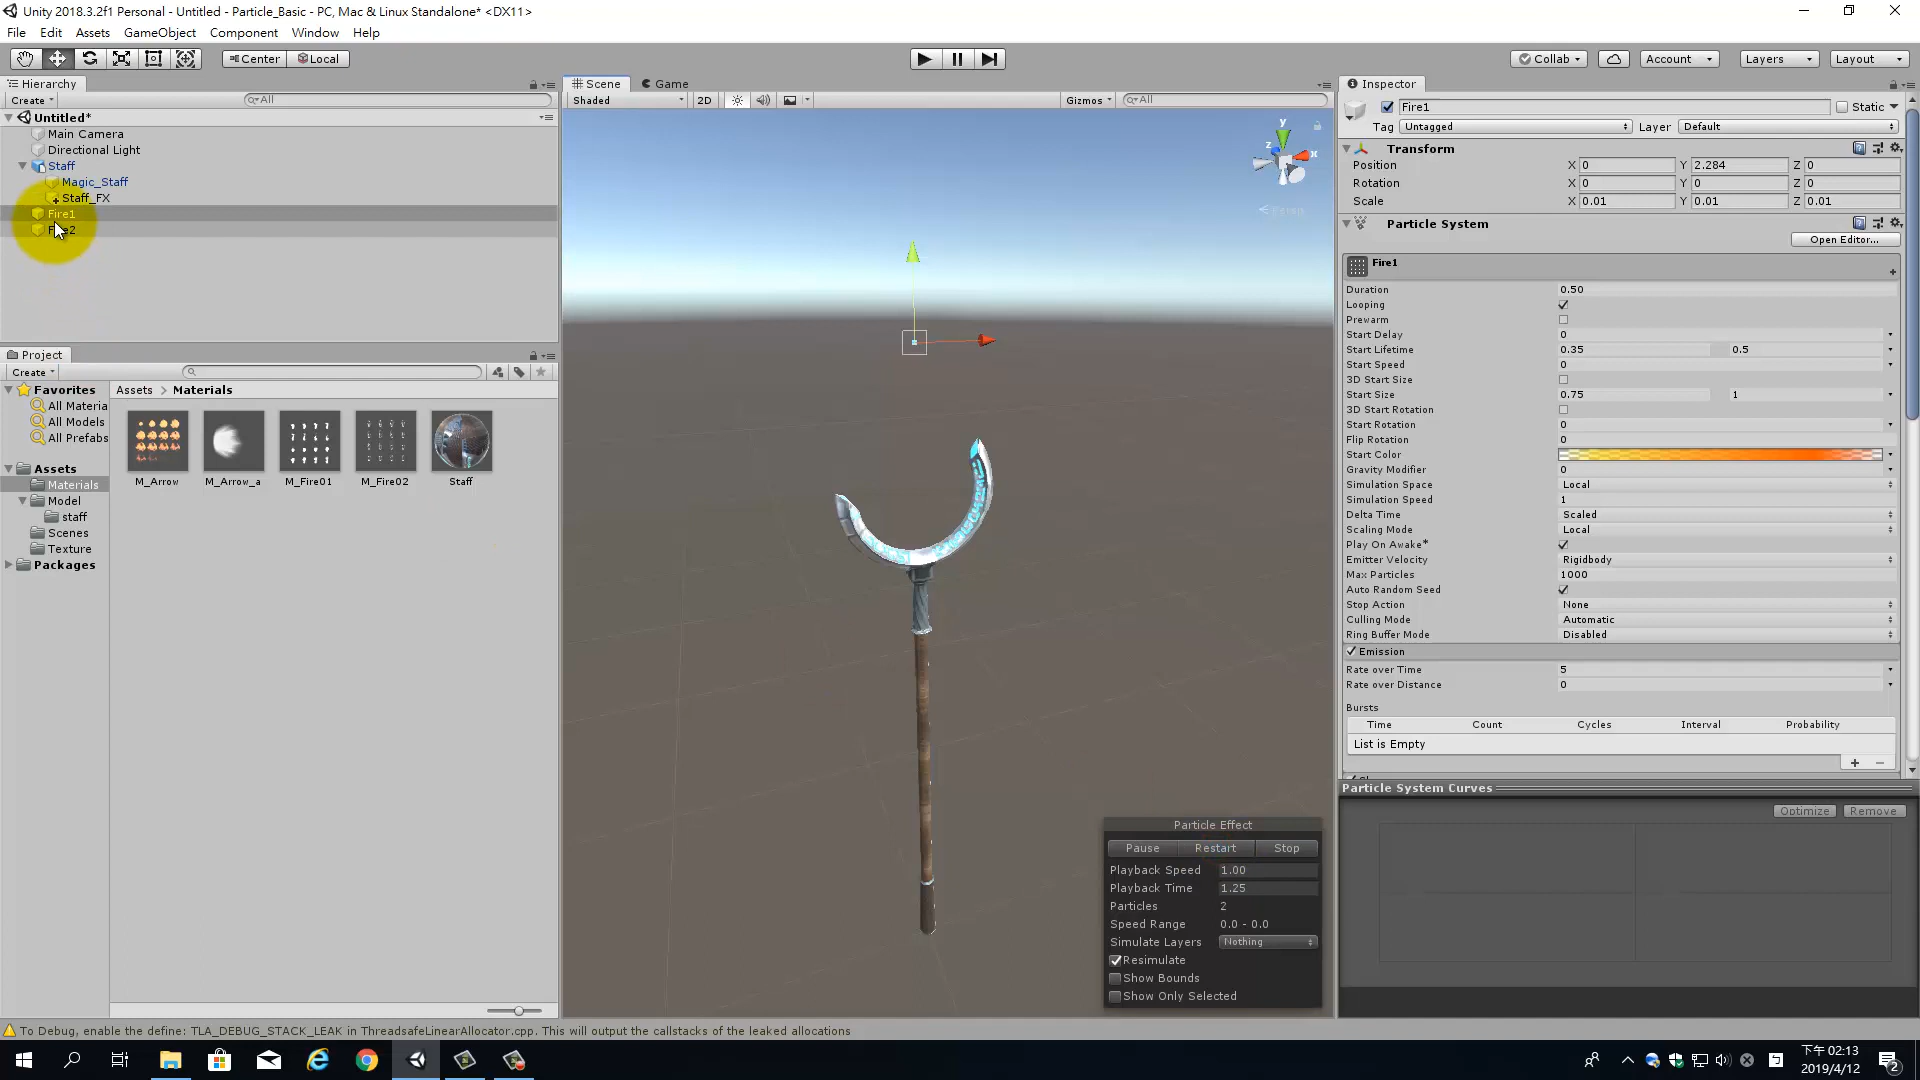 Unity 2018.3.2f1 Personal - Untitled - Particle_Basic - PC, Mac & Linux Standalone* <DX11>
File Edit Assets GameObject Component Window Help
Center Local Collab Account Layers Layout
Hierarchy
Create All
Untitled*
Main Camera
Directional Light
Staff
Magic_Staff
Staff_FX
Fire1
Project
Create
Favorites
All Materia
All Models
All Prefabs
Assets
Materials
Model
staff
Scenes
Texture
Packages
Assets > Materials
M_Arrow M_Arrow_a M_Fire01 M_Fire02 Staff
Scene Game
Shaded 2D Gizmos All
y
z x
Persp
Particle Effect
Pause Restart Stop
Playback Speed 1.00
Playback Time 1.25
Particles 2
Speed Range 0.0 - 0.0
Simulate Layers Nothing
Resimulate
Show Bounds
Show Only Selected
Inspector
Fire1 Static
Tag Untagged Layer Default
Transform
Position X 0 Y 2.284 Z 0
Rotation X 0 Y 0 Z 0
Scale X 0.01 Y 0.01 Z 0.01
Particle System
Open Editor...
Fire1
Duration 0.50
Looping
Prewarm
Start Delay 0
Start Lifetime 0.35 0.5
Start Speed 0
3D Start Size
Start Size 0.75 1
3D Start Rotation
Start Rotation 0
Flip Rotation 0
Start Color
Gravity Modifier 0
Simulation Space Local
Simulation Speed 1
Delta Time Scaled
Scaling Mode Local
Play On Awake*
Emitter Velocity Rigidbody
Max Particles 1000
Auto Random Seed
Stop Action None
Culling Mode Automatic
Ring Buffer Mode Disabled
Emission
Rate over Time 5
Rate over Distance 0
Bursts
Time Count Cycles Interval Probability
List is Empty
Particle System Curves
Optimize Remove
To Debug, enable the define: TLA_DEBUG_STACK_LEAK in ThreadsafeLinearAllocator.cpp. This will output the callstacks of the leaked allocations
下午 02:13
2019/4/12
2